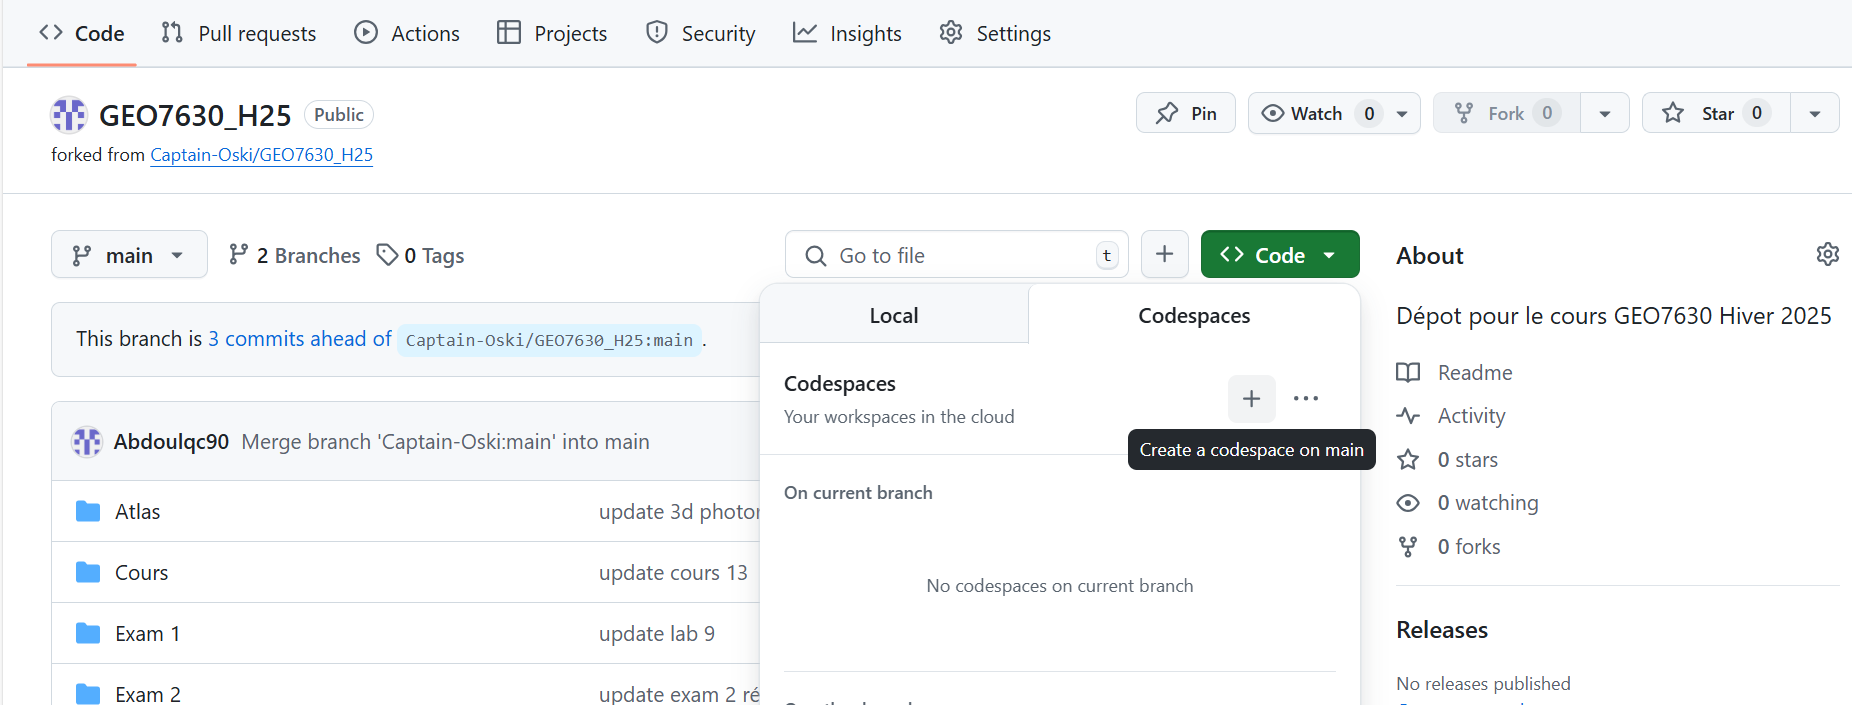 Code Pull requests Actions Projects Security Insights Settings
GEO7630_H25 Public
Pin Watch 0 Fork 0 Star 0
forked from Captain-Oski/GEO7630_H25
main 2 Branches 0 Tags
Go to file t
Code
This branch is 3 commits ahead of Captain-Oski/GEO7630_H25:main .
Abdoulqc90 Merge branch 'Captain-Oski:main' into main
Atlas update 3d
Cours update cours 13
Exam 1 update lab 9
Exam 2 update exam 2
Local Codespaces
Codespaces
Your workspaces in the cloud
Create a codespace on main
On current branch
No codespaces on current branch
About
Dépot pour le cours GEO7630 Hiver 2025
Readme
Activity
0 stars
0 watching
0 forks
Releases
No releases published